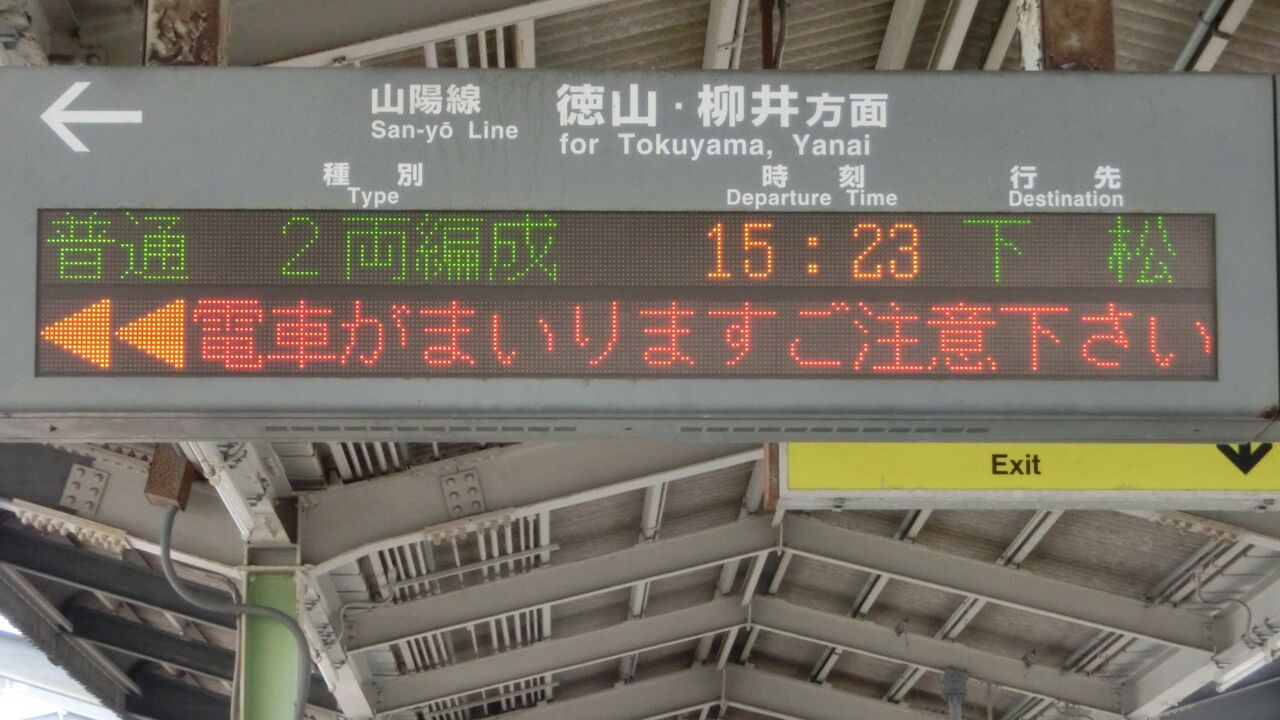 山陽線 徳山・柳井方面
San-yō Line for Tokuyama, Yanai
種別 時刻 行先
Type Departure Time Destination
普通 2両編成 15:23 下松
電車がまいりますご注意下さい
Exit